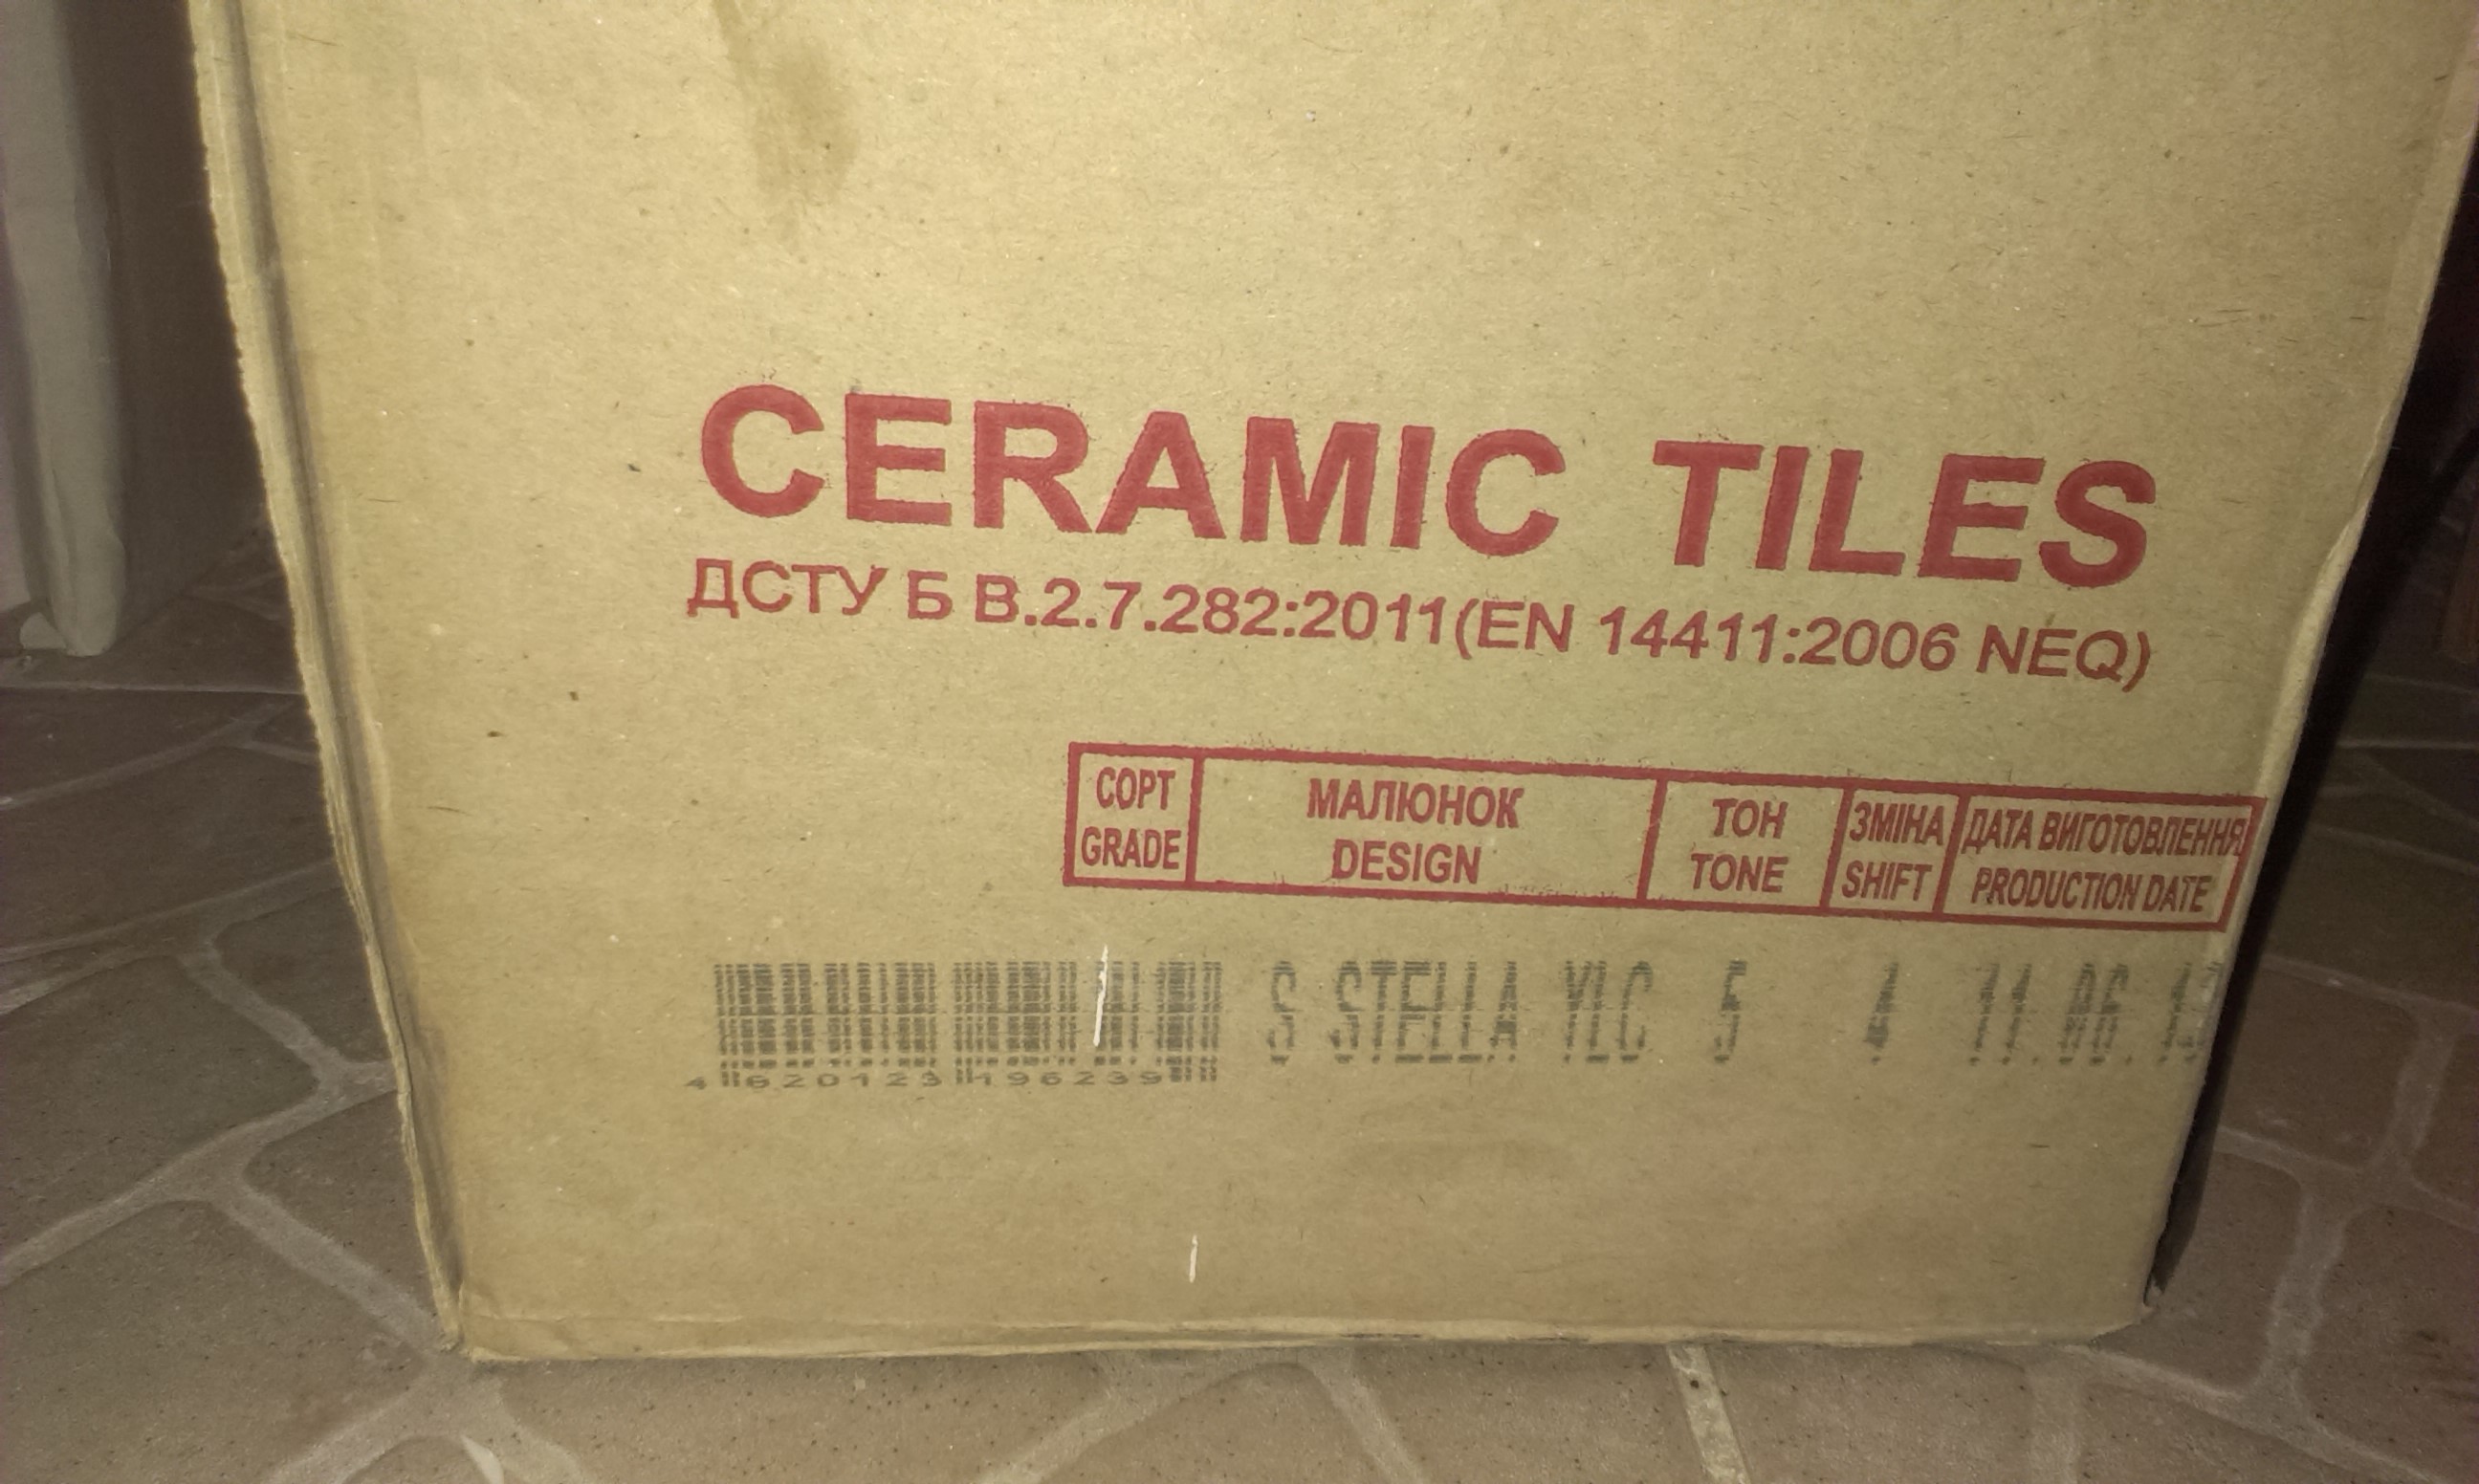 CERAMIC TILES
ДСТУ Б В.2.7.282:2011(EN 14411:2006 NEQ)
СОРТ МАЛЮНОК ТОН ЗМІНА ДАТА ВИГОТОВЛЕННЯ
GRADE DESIGN TONE SHIFT PRODUCTION DATE
S STELLA 5 4
4 820123 196239